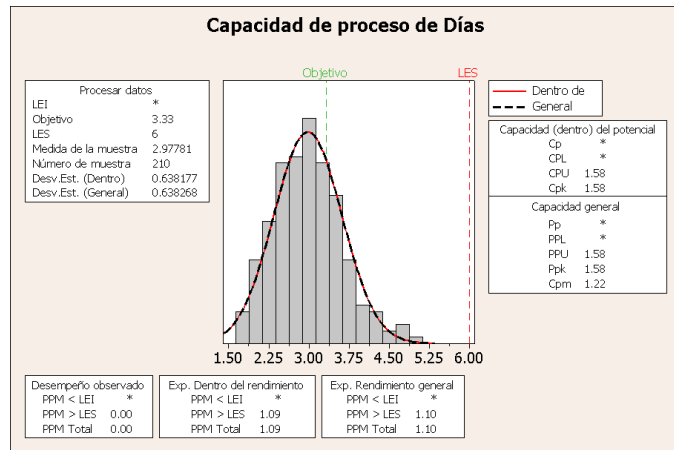 Capacidad de proceso de Días
Objetivo LES
Procesar datos
LEI *
Objetivo 3.33
LES 6
Medida de la muestra 2.97781
Número de muestra 210
Desv.Est. (Dentro) 0.638177
Desv.Est. (General) 0.638268
Dentro de
General
Capacidad (dentro) del potencial
Cp *
CPL *
CPU 1.58
Cpk 1.58
Capacidad general
Pp *
PPL *
PPU 1.58
Ppk 1.58
Cpm 1.22
1.50 2.25 3.00 3.75 4.50 5.25 6.00
Desempeño observado
PPM < LEI *
PPM > LES 0.00
PPM Total 0.00
Exp. Dentro del rendimiento
PPM < LEI *
PPM > LES 1.09
PPM Total 1.09
Exp. Rendimiento general
PPM < LEI *
PPM > LES 1.10
PPM Total 1.10